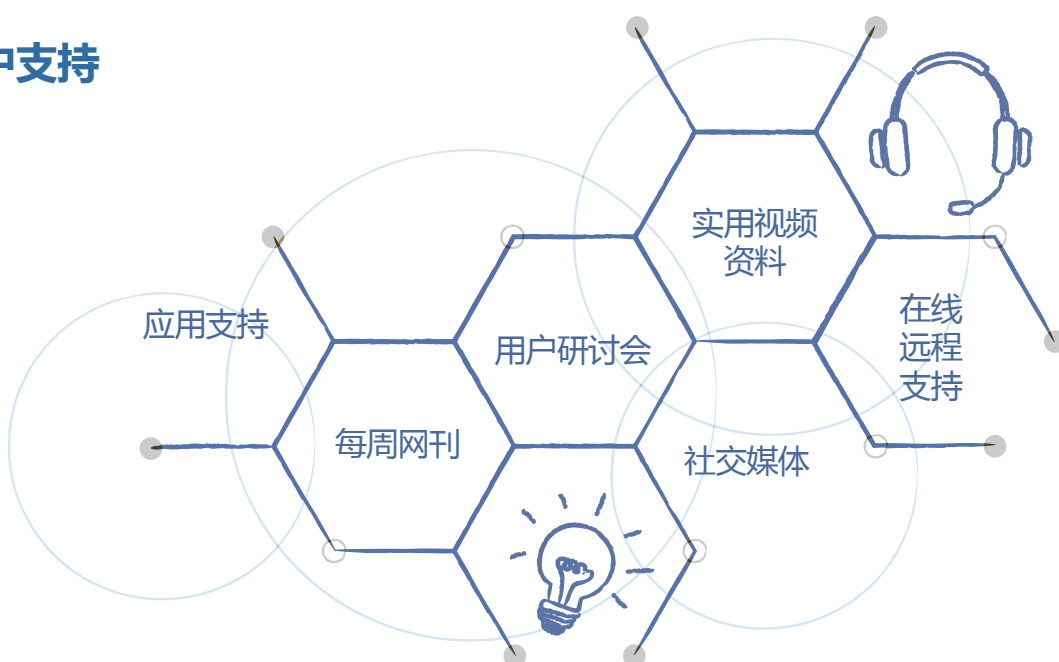 户支持
实用视频
资料
在线
远程
支持
应用支持
用户研讨会
每周网刊
社交媒体